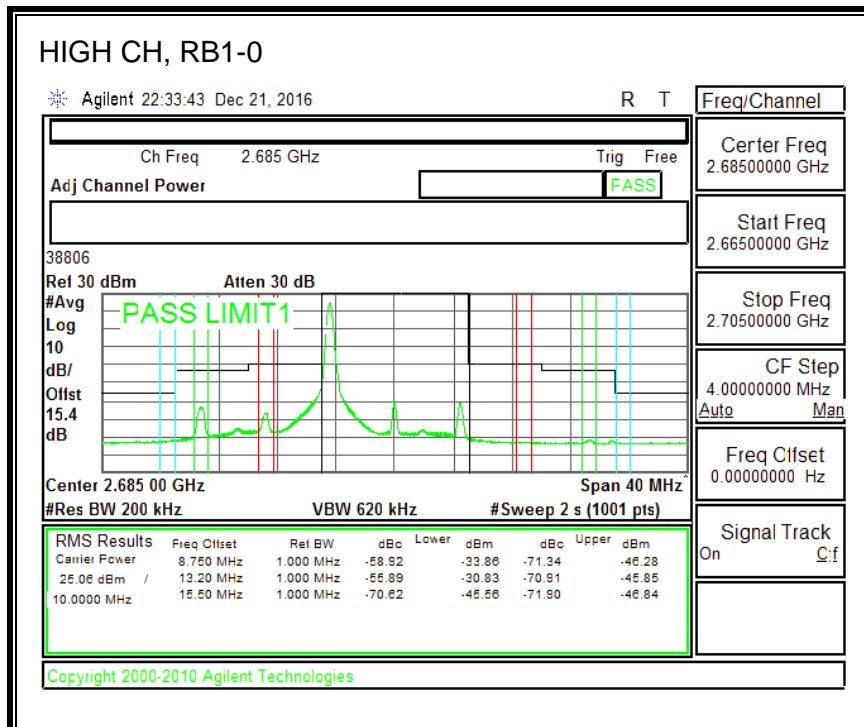 HIGH CH, RB1-0
Agilent 22:33:43 Dec 21, 2016 R T
Freq/Channel
Ch Freq 2.685 GHz Trig Free
Adj Channel Power PASS
Center Freq
2.68500000 GHz
Start Freq
2.66500000 GHz
Stop Freq
2.70500000 GHz
CF Step
4.00000000 MHz
Auto Man
Freq Offset
0.00000000 Hz
Signal Track
On Off
38806
Ref 30 dBm Atten 30 dB
#Avg
Log
10
dB/
Offst
15.4
dB
PASS LIMIT1
Center 2.685 00 GHz Span 40 MHz
#Res BW 200 kHz VBW 620 kHz #Sweep 2 s (1001 pts)
RMS Results Freq Offset Ref BW dBc Lower dBm dBc Upper dBm
Carrier Power 8.750 MHz 1.000 MHz -58.92 -33.86 -71.34 -46.28
25.06 dBm / 13.20 MHz 1.000 MHz -55.89 -30.83 -70.91 -45.85
10.0000 MHz 15.50 MHz 1.000 MHz -70.62 -45.56 -71.90 -46.84
Copyright 2000-2010 Agilent Technologies